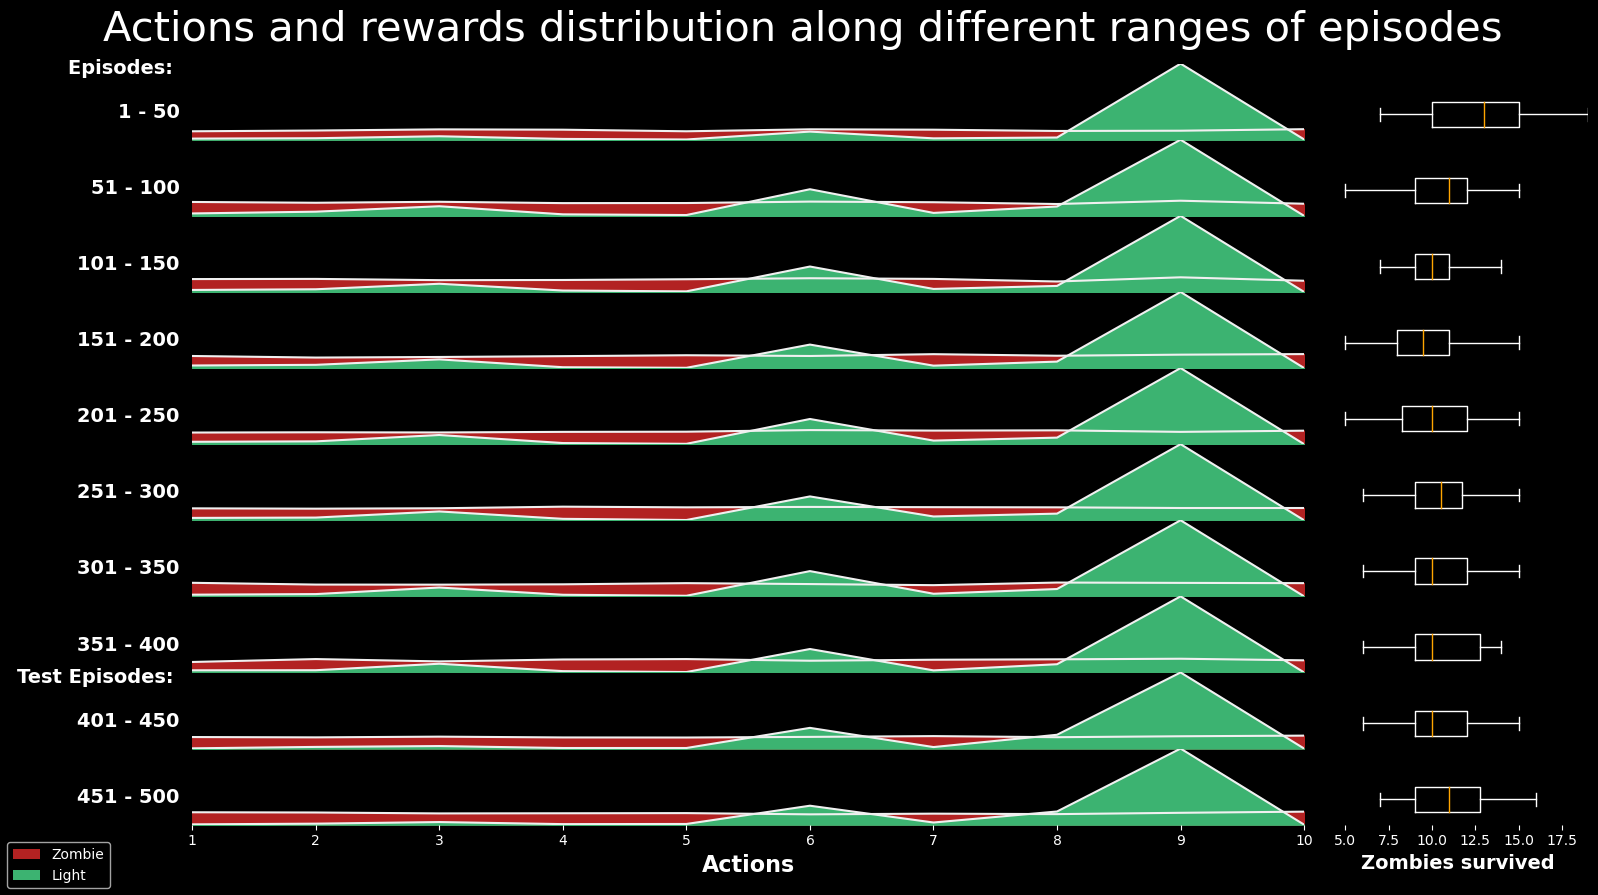 Actions and rewards distribution along different ranges of episodes
Episodes:
1 - 50
51 - 100
101 - 150
151 - 200
201 - 250
251 - 300
301 - 350
351 - 400
Test Episodes:
401 - 450
451 - 500
1 2 3 4 5 6 7 8 9 10
5.0 7.5 10.0 12.5 15.0 17.5
Actions
Zombies survived
Zombie
Light